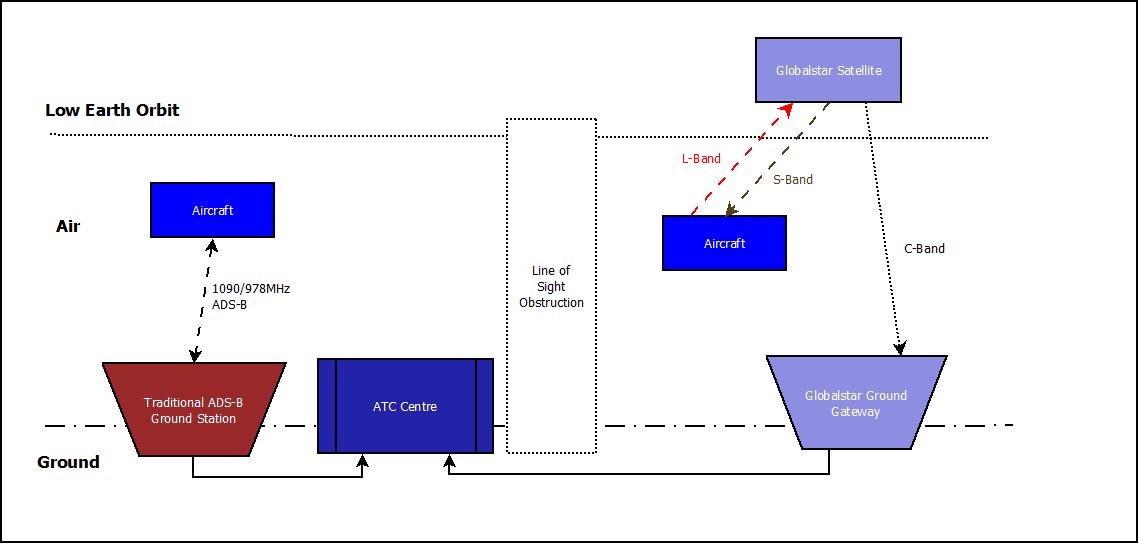 Globalstar Satellite
Low Earth Orbit
L-Band
S-Band
Aircraft
Air
Aircraft
C-Band
1090/978MHz
ADS-B
Line of
Sight
Obstruction
Traditional ADS-B
Ground Station
ATC Centre
Globalstar Ground
Gateway
Ground